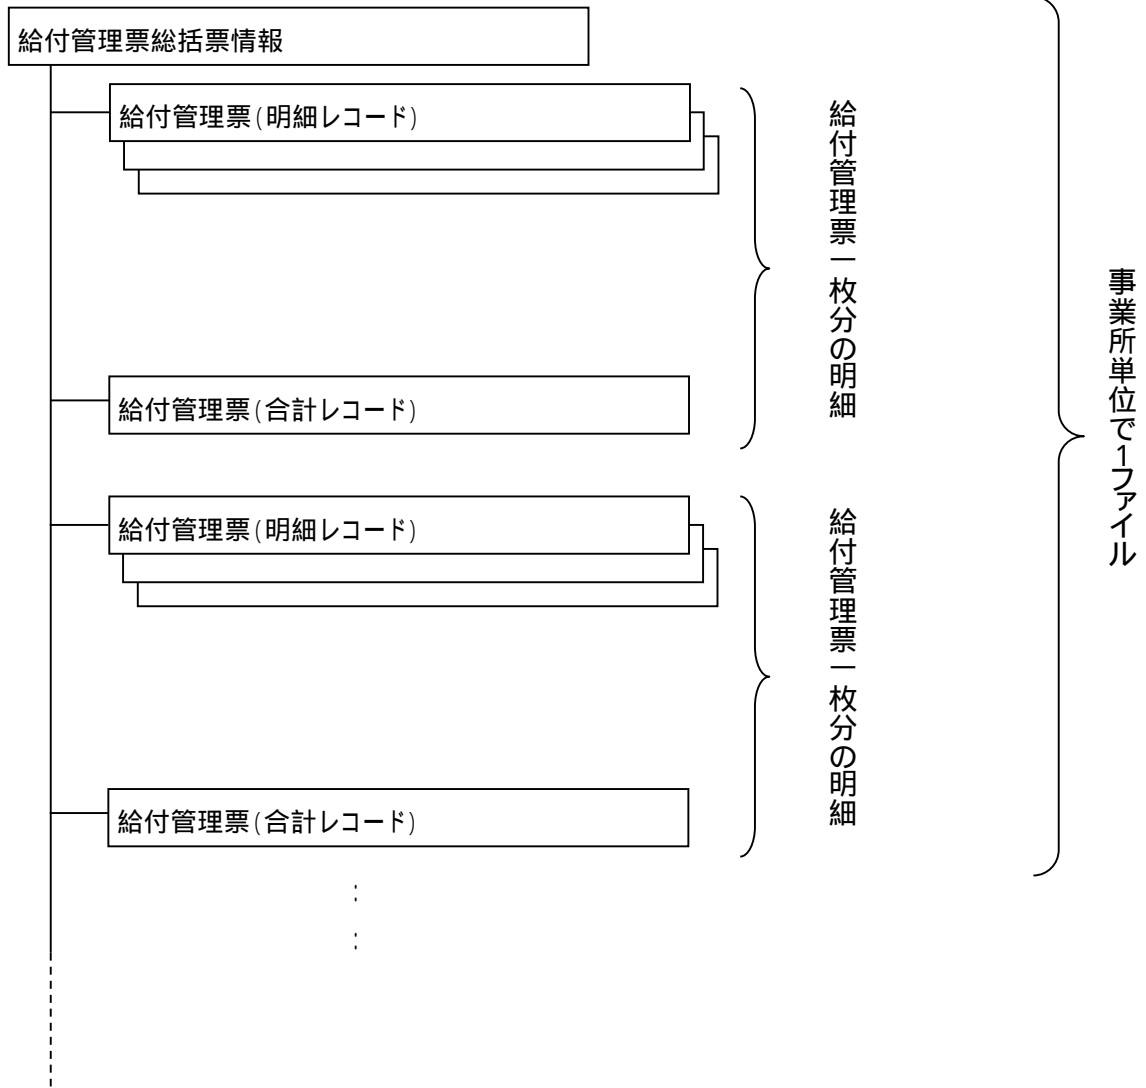 給付管理票総括票情報
給付管理票(明細レコード)
給付管理票(合計レコード)
給付管理票一枚分の明細
給付管理票(明細レコード)
給付管理票(合計レコード)
給付管理票一枚分の明細
事業所単位で1ファイル